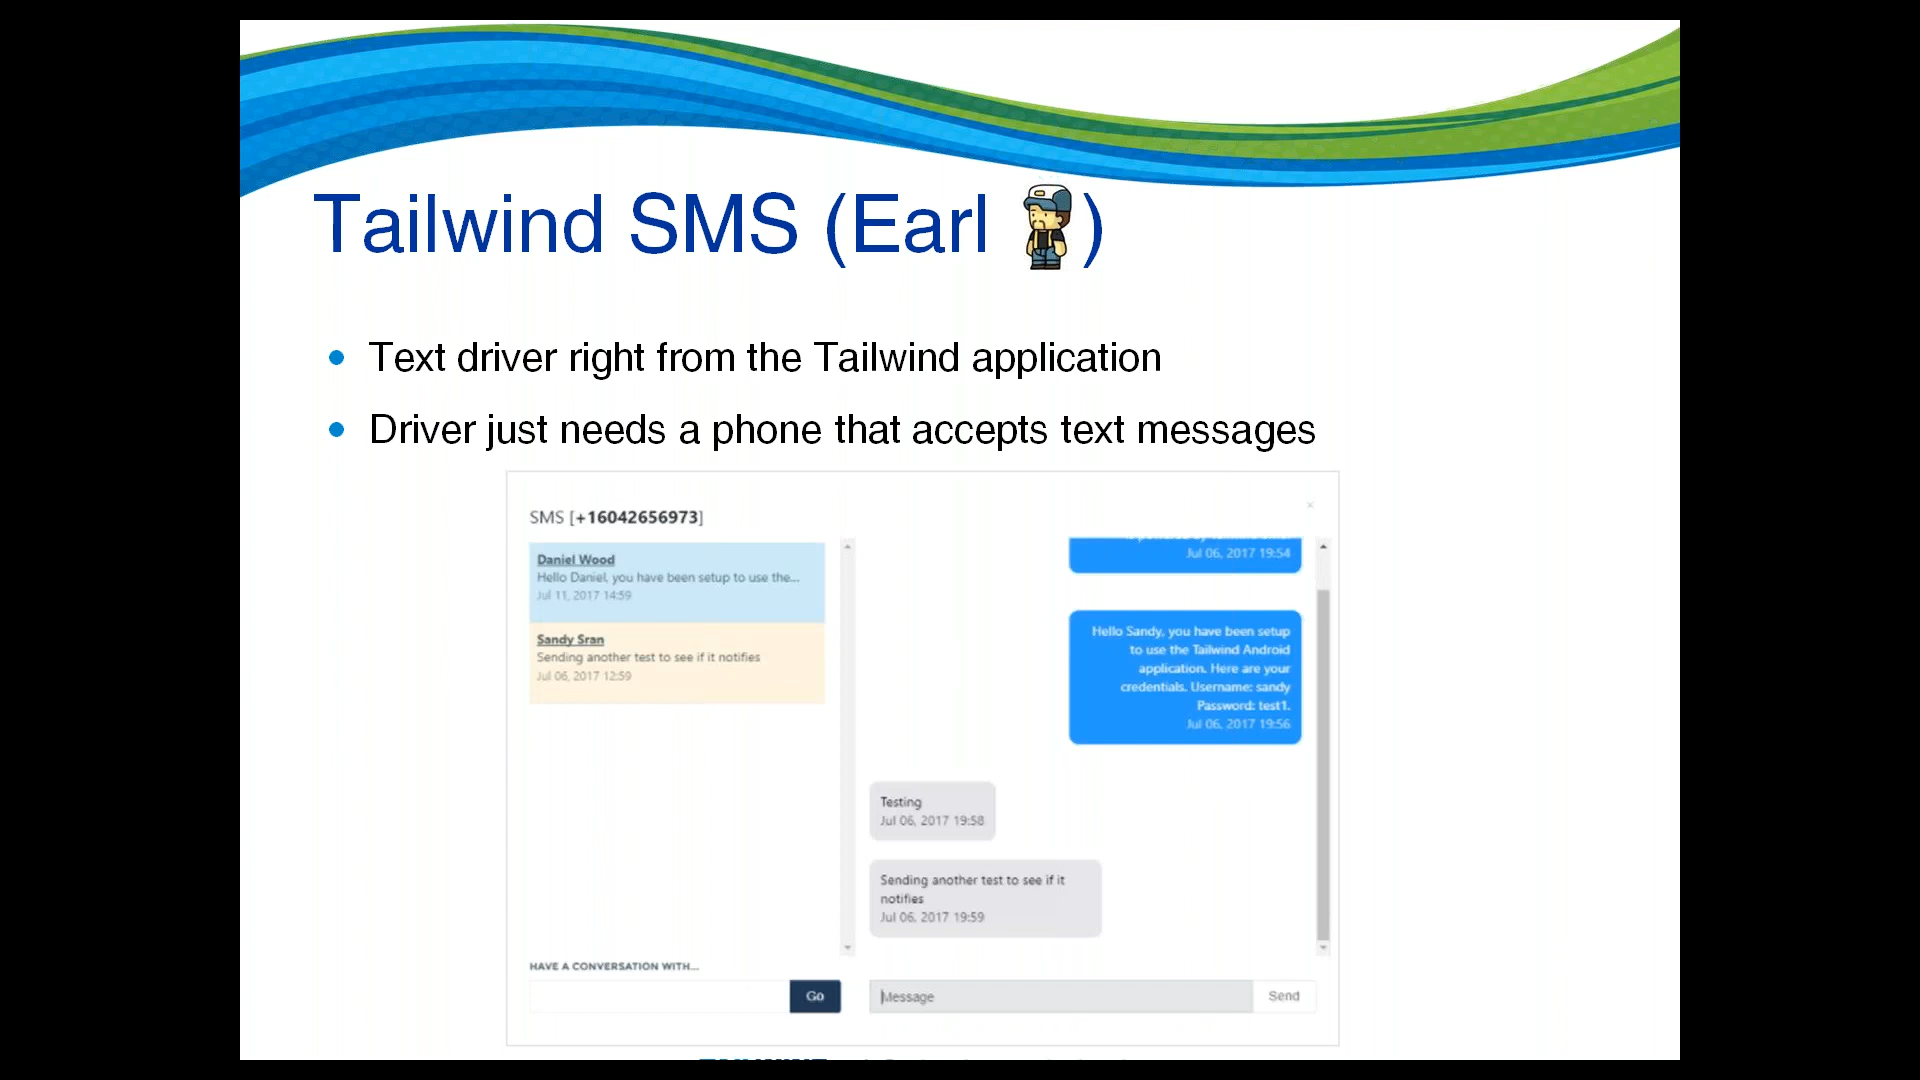 Tailwind SMS (Earl )
• Text driver right from the Tailwind application
• Driver just needs a phone that accepts text messages
SMS [+16042656973]
×
Daniel Wood
Hello Daniel, you have been setup to use the...
Jul 11, 2017 14:59
Sandy Sran
Sending another test to see if it notifies
Jul 06, 2017 12:59
Jul 06, 2017 19:54
Hello Sandy, you have been setup
to use the Tailwind Android
application. Here are your
credentials. Username: sandy
Password: test1.
Jul 06, 2017 19:56
Testing
Jul 06, 2017 19:58
Sending another test to see if it
notifies
Jul 06, 2017 19:59
HAVE A CONVERSATION WITH...
Go
Message
Send